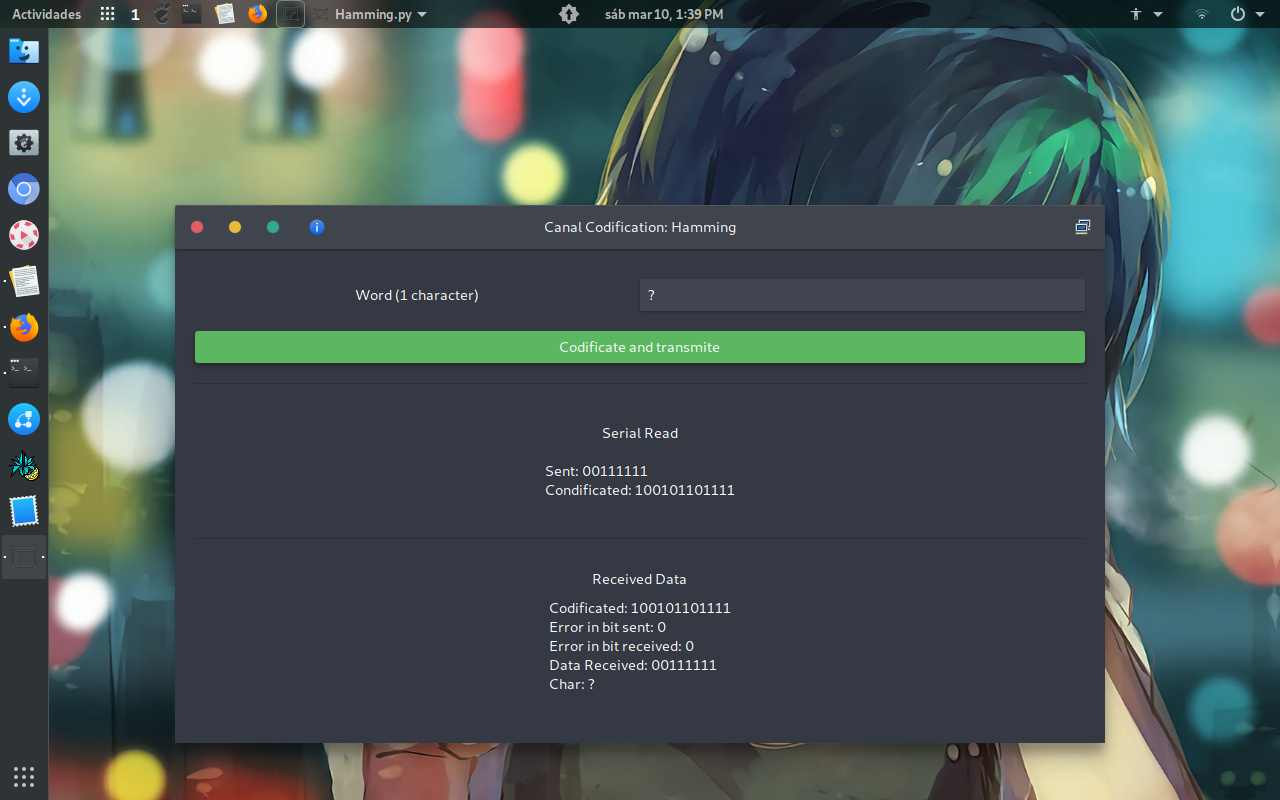 Actividades 1 Hamming.py sáb mar 10, 1:39 PM
Canal Codification: Hamming
Word (1 character) ?
Codificate and transmite
Serial Read
Sent: 00111111
Condificated: 100101101111
Received Data
Codificated: 100101101111
Error in bit sent: 0
Error in bit received: 0
Data Received: 00111111
Char: ?